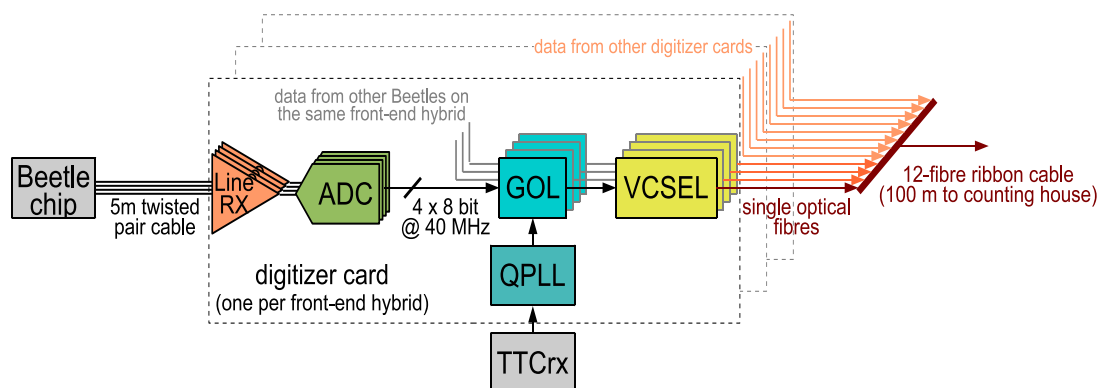 data from other digitizer cards
data from other Beetles on
the same front-end hybrid
Beetle
chip
5m twisted
pair cable
Line
RX
ADC
4 x 8 bit
@ 40 MHz
GOL
VCSEL
single optical
fibres
12-fibre ribbon cable
(100 m to counting house)
digitizer card
(one per front-end hybrid)
QPLL
TTCrx